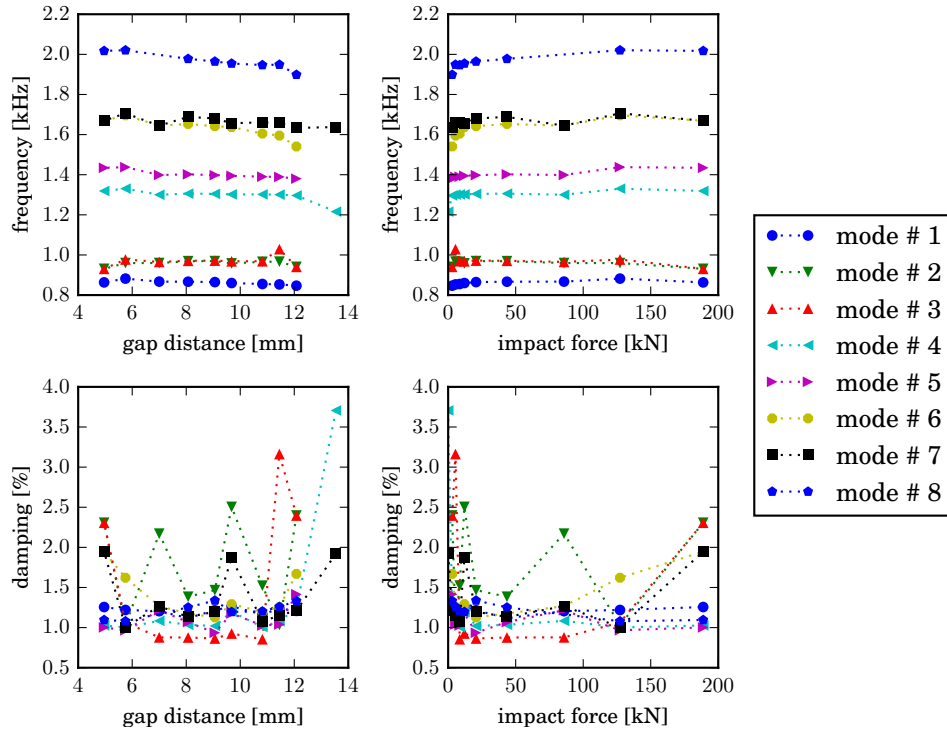 2.2
2.0
1.8
1.6
1.4
1.2
1.0
0.8
frequency [kHz]
4 6 8 10 12 14
gap distance [mm]
2.2
2.0
1.8
1.6
1.4
1.2
1.0
0.8
frequency [kHz]
0 50 100 150 200
impact force [kN]
mode # 1
mode # 2
mode # 3
mode # 4
mode # 5
mode # 6
mode # 7
mode # 8
4.0
3.5
3.0
2.5
2.0
1.5
1.0
0.5
damping [%]
4 6 8 10 12 14
gap distance [mm]
4.0
3.5
3.0
2.5
2.0
1.5
1.0
0.5
damping [%]
0 50 100 150 200
impact force [kN]